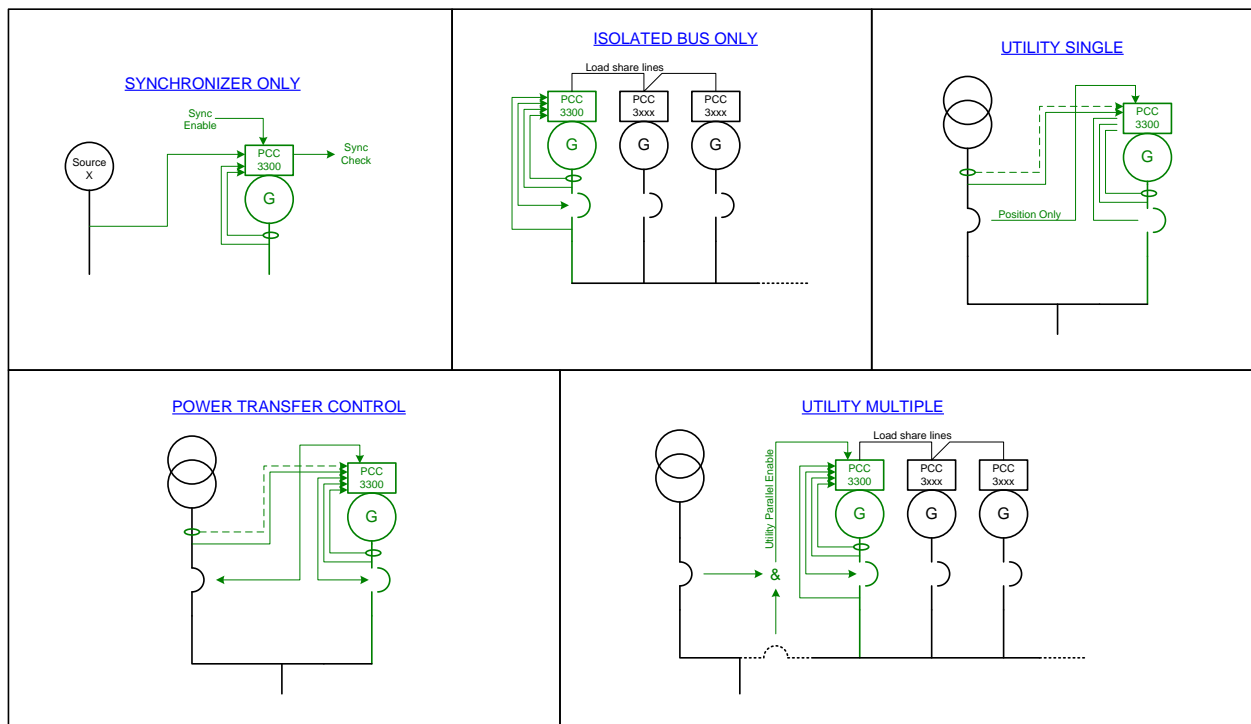 SYNCHRONIZER ONLY
Sync
Enable
Source
X
PCC
3300
Sync
Check
G
ISOLATED BUS ONLY
Load share lines
PCC
3300
PCC
3xxx
PCC
3xxx
G
G
G
UTILITY SINGLE
PCC
3300
G
Position Only
POWER TRANSFER CONTROL
PCC
3300
G
UTILITY MULTIPLE
Load share lines
Utility Parallel Enable
PCC
3300
PCC
3xxx
PCC
3xxx
G
G
G
&